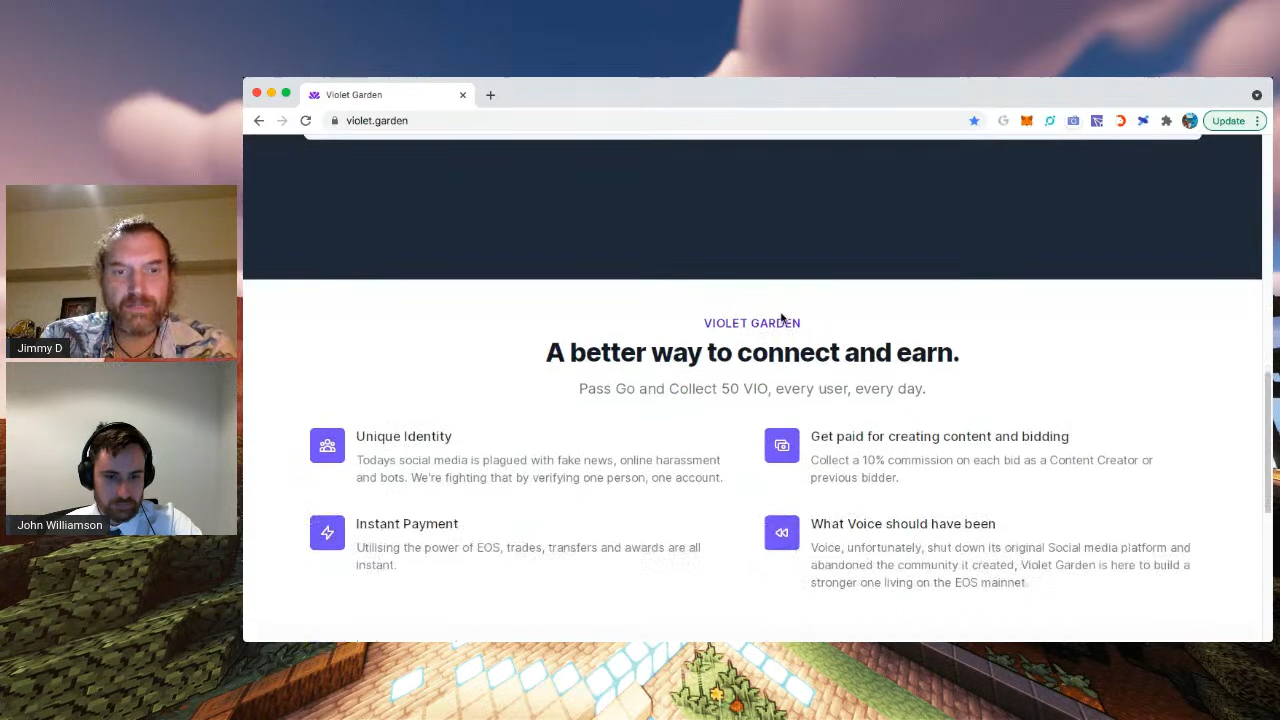 Violet Garden
violet.garden
Update
VIOLET GARDEN
A better way to connect and earn.
Pass Go and Collect 50 VIO, every user, every day.
Unique Identity
Todays social media is plagued with fake news, online harassment
and bots. We're fighting that by verifying one person, one account.
Get paid for creating content and bidding
Collect a 10% commission on each bid as a Content Creator or
previous bidder.
Instant Payment
Utilising the power of EOS, trades, transfers and awards are all
instant.
What Voice should have been
Voice, unfortunately, shut down its original Social media platform and
abandoned the community it created, Violet Garden is here to build a
stronger one living on the EOS mainnet.
Jimmy D
John Williamson